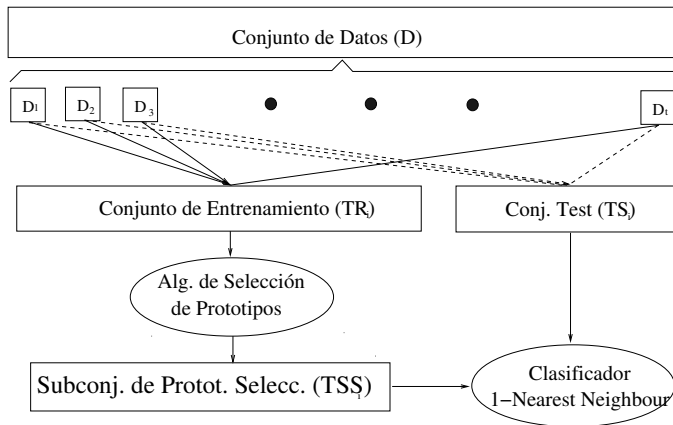 Conjunto de Datos (D)
D1 D2 D3 Dt
Conjunto de Entrenamiento (TRi)
Conj. Test (TSi)
Alg. de Selección
de Prototipos
Subconj. de Protot. Selecc. (TSSi)
Clasificador
1−Nearest Neighbour